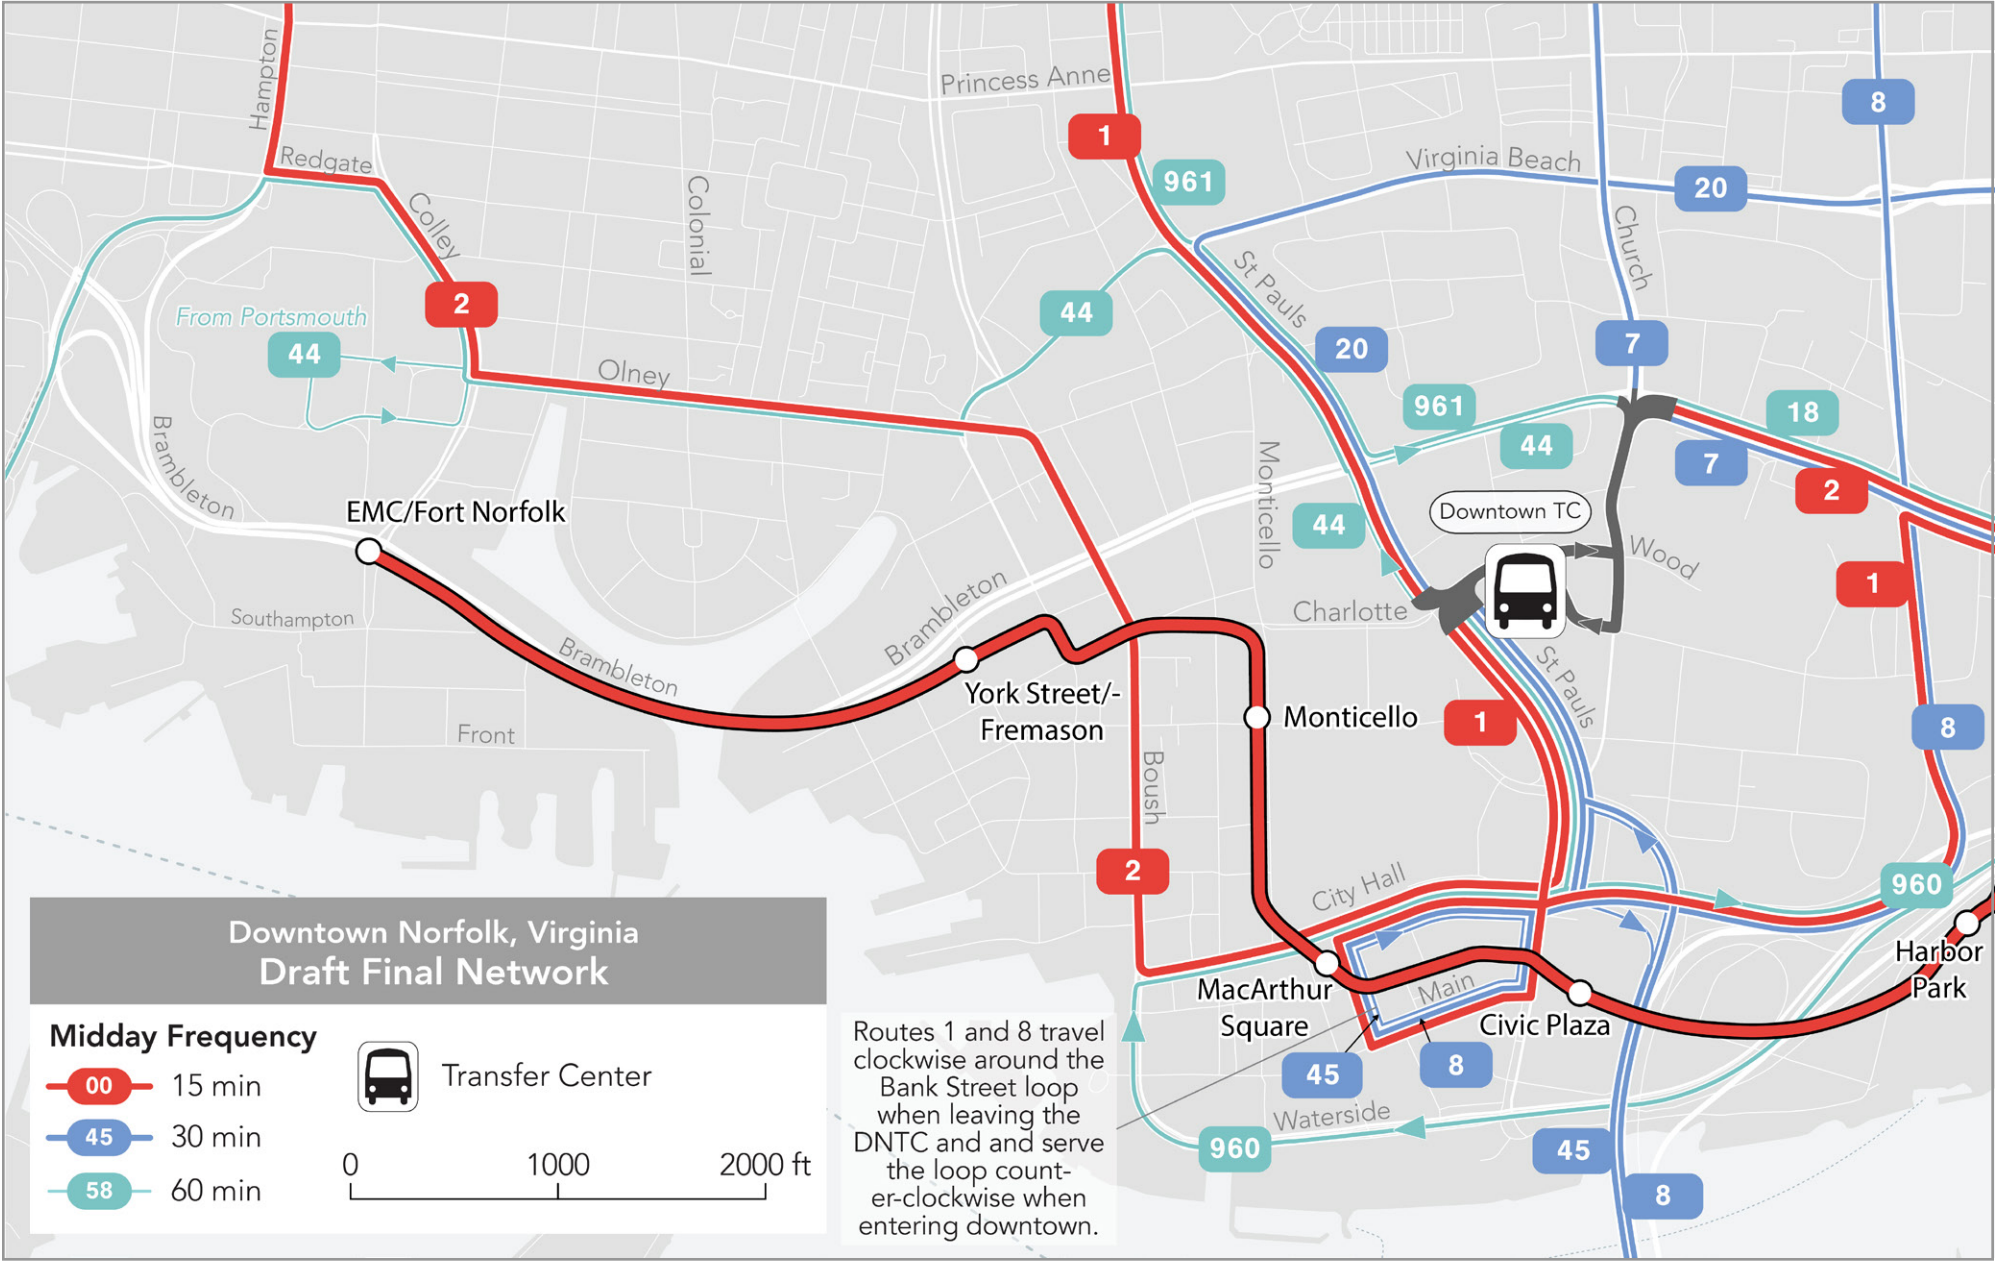 Hampton
Princess Anne
1
8
Redgate
961
Virginia Beach
20
Colley
Colonial
Church
St Pauls
2
From Portsmouth
44
44
20
7
Olney
961
18
44
7
2
Brambleton
Monticello
EMC/Fort Norfolk
44
Downtown TC
Wood
1
Southampton
Charlotte
Brambleton
Brambleton
St Pauls
York Street/-
Fremason
Monticello
1
8
Front
Boush
2
City Hall
960
Harbor
Park
MacArthur
Square
Main
Civic Plaza
45
8
Waterside
960
45
8
Routes 1 and 8 travel
clockwise around the
Bank Street loop
when leaving the
DNTC and and serve
the loop count-
er-clockwise when
entering downtown.
Downtown Norfolk, Virginia
Draft Final Network
Midday Frequency
00 15 min
45 30 min
58 60 min
Transfer Center
0 1000 2000 ft